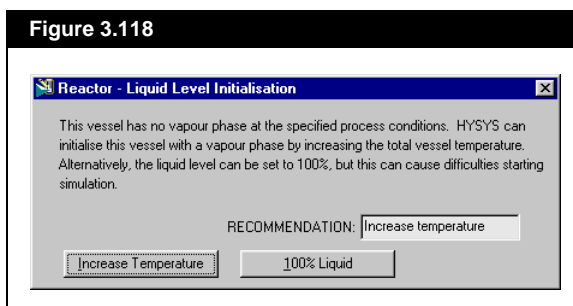 Figure 3.118
Reactor - Liquid Level Initialisation
This vessel has no vapour phase at the specified process conditions. HYSYS can
initialise this vessel with a vapour phase by increasing the total vessel temperature.
Alternatively, the liquid level can be set to 100%, but this can cause difficulties starting
simulation.
RECOMMENDATION: Increase temperature
Increase Temperature 100% Liquid